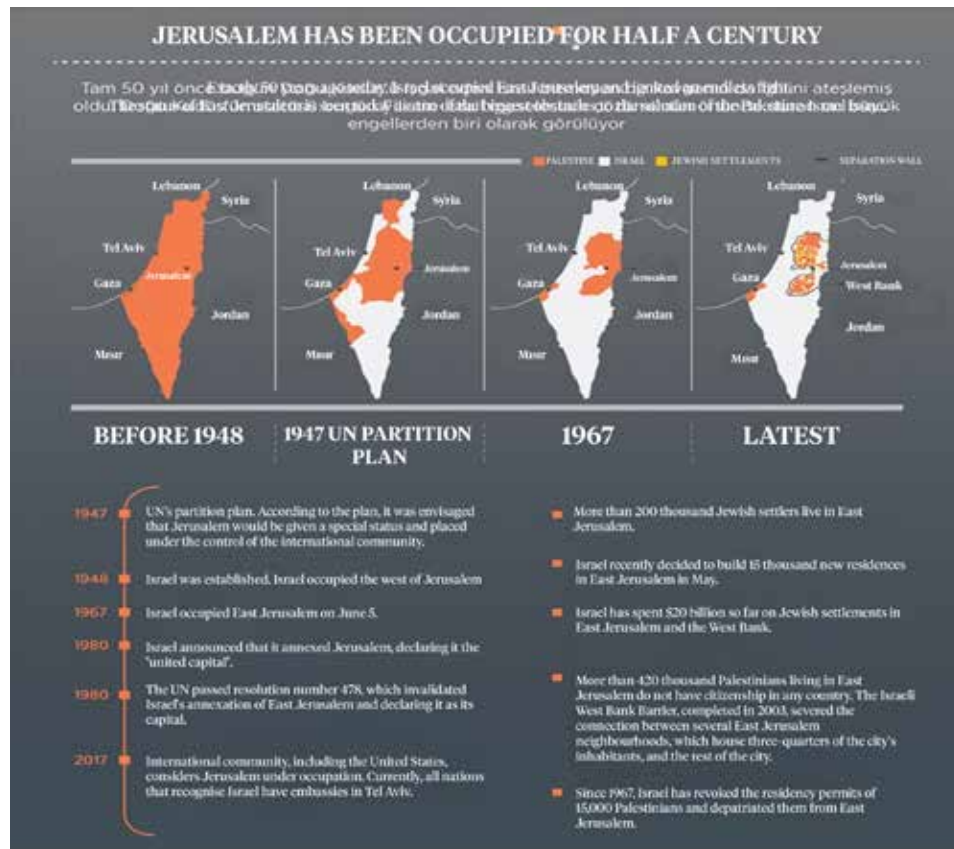 JERUSALEM HAS BEEN OCCUPIED FOR HALF A CENTURY
Tam 50 yıl önce
engellerden biri olarak görülüyor
PALESTINE ISRAEL JEWISH SETTLEMENTS SEPARATION WALL
Lebanon
Syria
Tel Aviv
Jerusalem
Gaza
Jordan
Mısır
Lebanon
Syria
Tel Aviv
Jerusalem
Gaza
Jordan
Mısır
Lebanon
Syria
Tel Aviv
Jerusalem
Gaza
Jordan
Mısır
Lebanon
Syria
Tel Aviv
Jerusalem
Gaza
West Bank
Jordan
Mısır
BEFORE 1948
1947 UN PARTITION
PLAN
1967
LATEST
1947
UN's partition plan. According to the plan, it was envisaged
that Jerusalem would be given a special status and placed
under the control of the international community.
1948
Israel was established. Israel occupied the west of Jerusalem
1967
Israel occupied East Jerusalem on June 5.
1980
Israel announced that it annexed Jerusalem, declaring it the
'united capital'.
1980
The UN passed resolution number 478, which invalidated
Israel's annexation of East Jerusalem and declaring it as its
capital.
2017
International community, including the United States,
considers Jerusalem under occupation. Currently, all nations
that recognise Israel have embassies in Tel Aviv.
More than 200 thousand Jewish settlers live in East
Jerusalem.
Israel recently decided to build 15 thousand new residences
in East Jerusalem in May.
Israel has spent $20 billion so far on Jewish settlements in
East Jerusalem and the West Bank.
More than 420 thousand Palestinians living in East
Jerusalem do not have citizenship in any country. The Israeli
West Bank Barrier, completed in 2003, severed the
connection between several East Jerusalem
neighbourhoods, which house three-quarters of the city's
inhabitants, and the rest of the city.
Since 1967, Israel has revoked the residency permits of
15,000 Palestinians and depatriated them from East
Jerusalem.